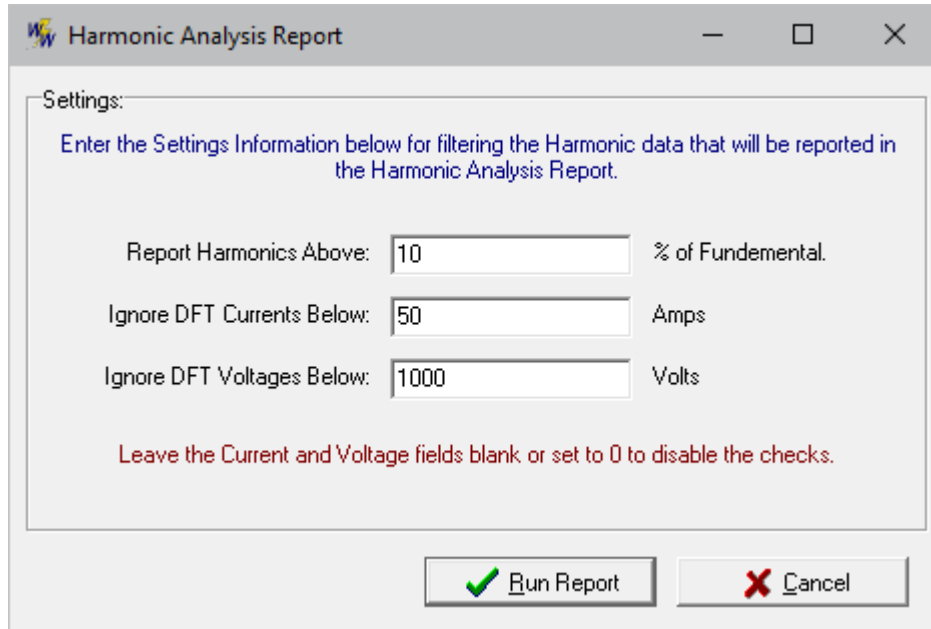 Harmonic Analysis Report
Settings:
Enter the Settings Information below for filtering the Harmonic data that will be reported in
the Harmonic Analysis Report.
Report Harmonics Above: 10 % of Fundemental.
Ignore DFT Currents Below: 50 Amps
Ignore DFT Voltages Below: 1000 Volts
Leave the Current and Voltage fields blank or set to 0 to disable the checks.
Run Report Cancel